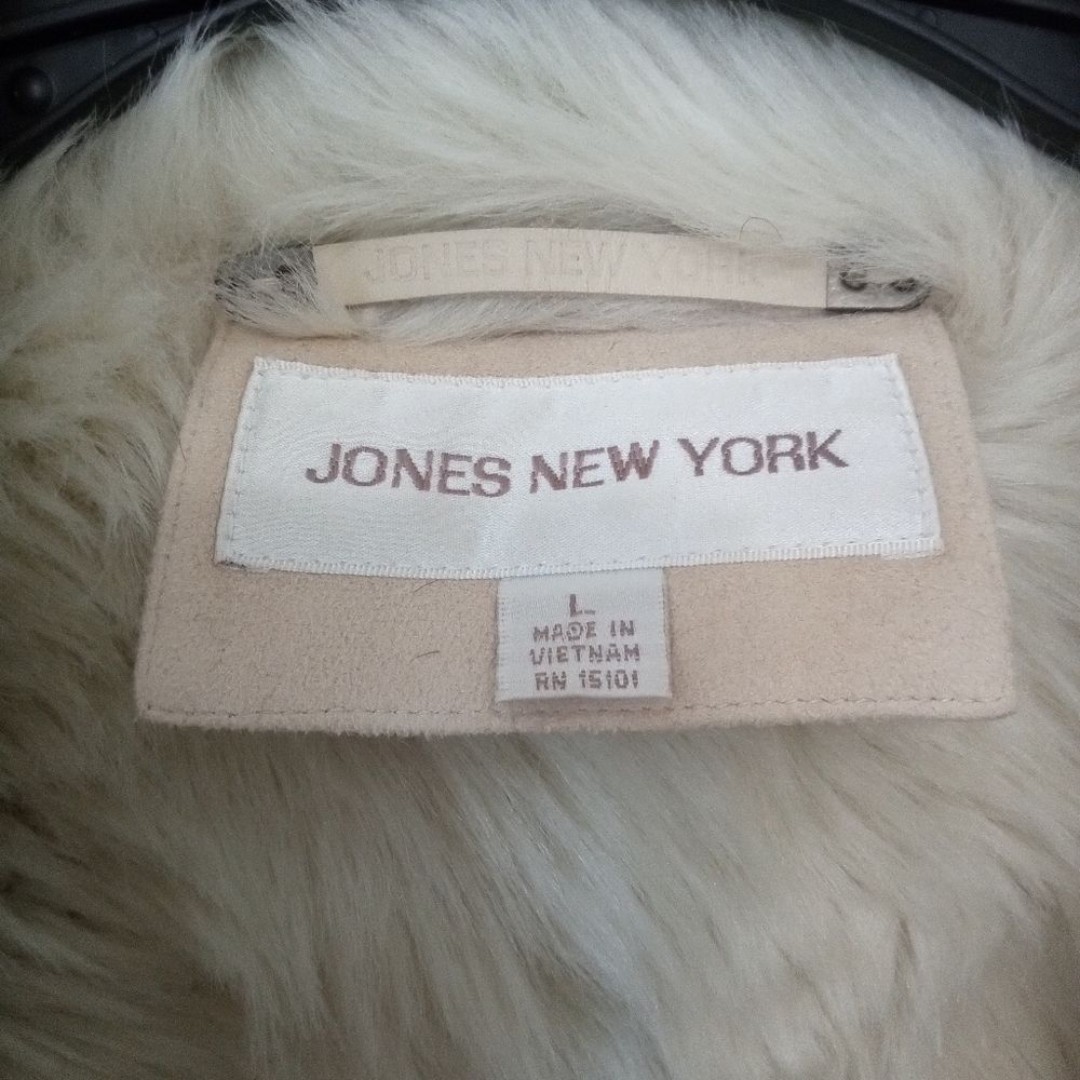 JONES NEW YORK
JONES NEW YORK
L
MADE IN
VIETNAM
RN 15101